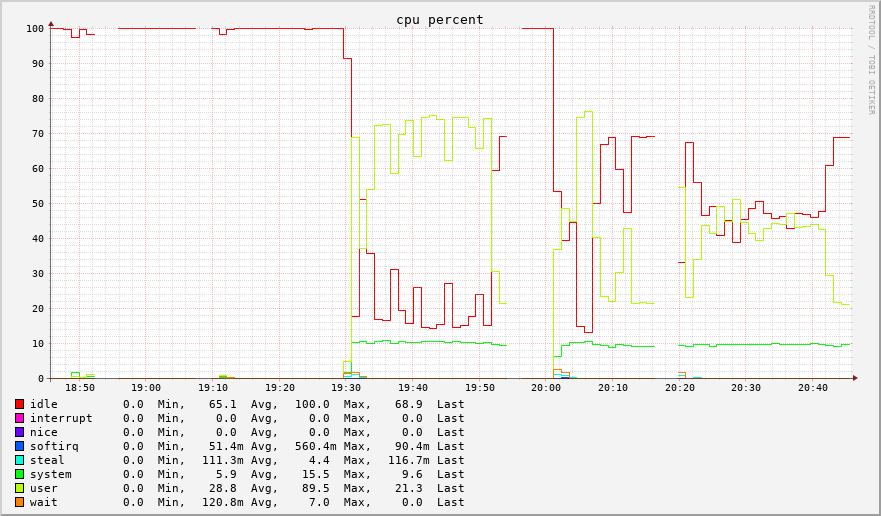 cpu percent
RRDTOOL / TOBI OETIKER
100
90
80
70
60
50
40
30
20
10
0
18:50 19:00 19:10 19:20 19:30 19:40 19:50 20:00 20:10 20:20 20:30 20:40
idle 0.0 Min, 65.1 Avg, 100.0 Max, 68.9 Last
interrupt 0.0 Min, 0.0 Avg, 0.0 Max, 0.0 Last
nice 0.0 Min, 0.0 Avg, 0.0 Max, 0.0 Last
softirq 0.0 Min, 51.4m Avg, 560.4m Max, 90.4m Last
steal 0.0 Min, 111.3m Avg, 4.4 Max, 116.7m Last
system 0.0 Min, 5.9 Avg, 15.5 Max, 9.6 Last
user 0.0 Min, 28.8 Avg, 89.5 Max, 21.3 Last
wait 0.0 Min, 120.8m Avg, 7.0 Max, 0.0 Last